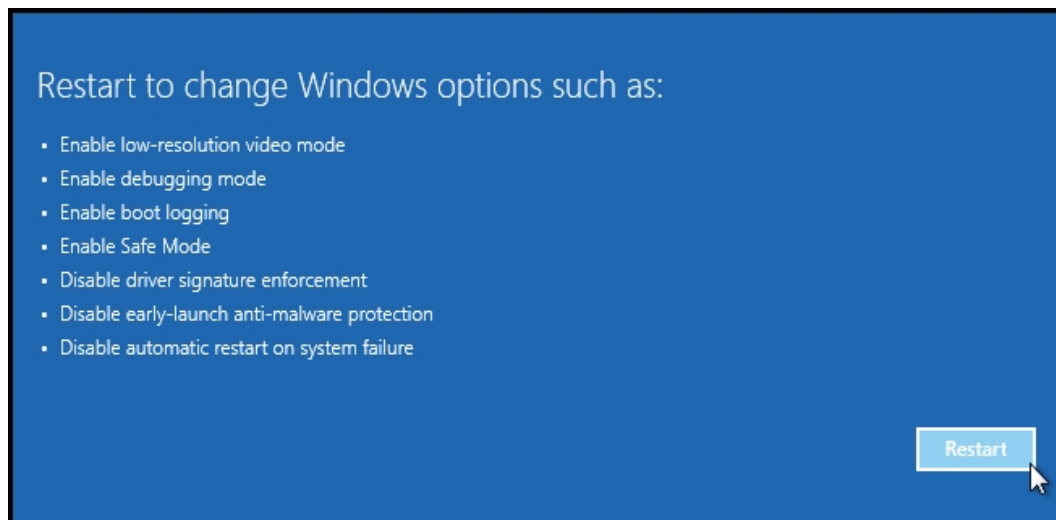 Restart to change Windows options such as:
▪ Enable low-resolution video mode
▪ Enable debugging mode
▪ Enable boot logging
▪ Enable Safe Mode
▪ Disable driver signature enforcement
▪ Disable early-launch anti-malware protection
▪ Disable automatic restart on system failure
Restart